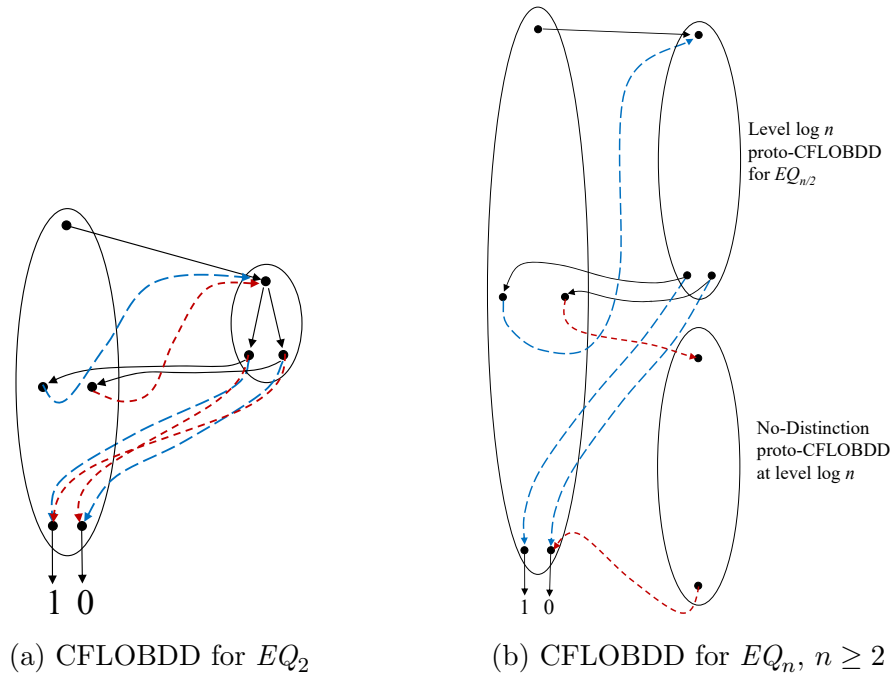 Level log n
proto-CFLOBDD
for EQn/2
No-Distinction
proto-CFLOBDD
at level log n
1 0
1 0
(a) CFLOBDD for EQ₂
(b) CFLOBDD for EQₙ, n ≥ 2